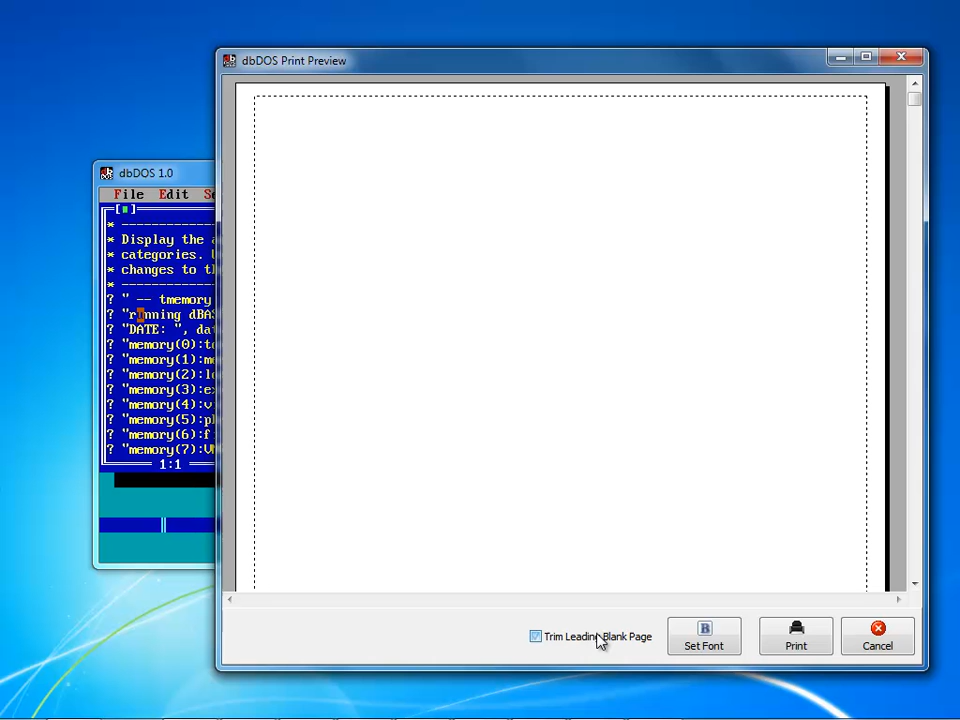 dbDOS Print Preview
dbDOS 1.0
File Edit
[■]
* -------------
* Display the
* categories.
* changes to
* -------------
? " -- tmemory
? "running
? "DATE: ",
? "memory(0):
? "memory(1):
? "memory(2):
? "memory(3):
? "memory(4):
? "memory(5):
? "memory(6):
? "memory(7):
1:1
Trim Leading Blank Page
B
Set Font
Print
Cancel